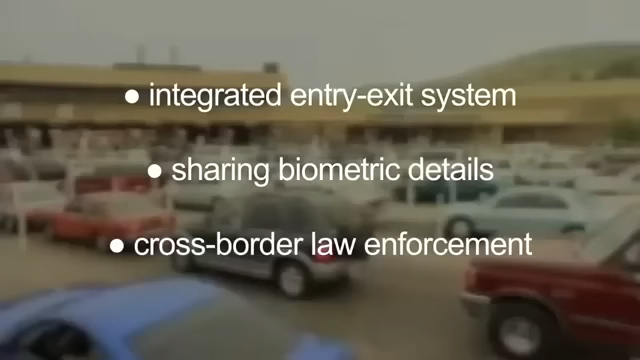 ● integrated entry-exit system
● sharing biometric details
● cross-border law enforcement